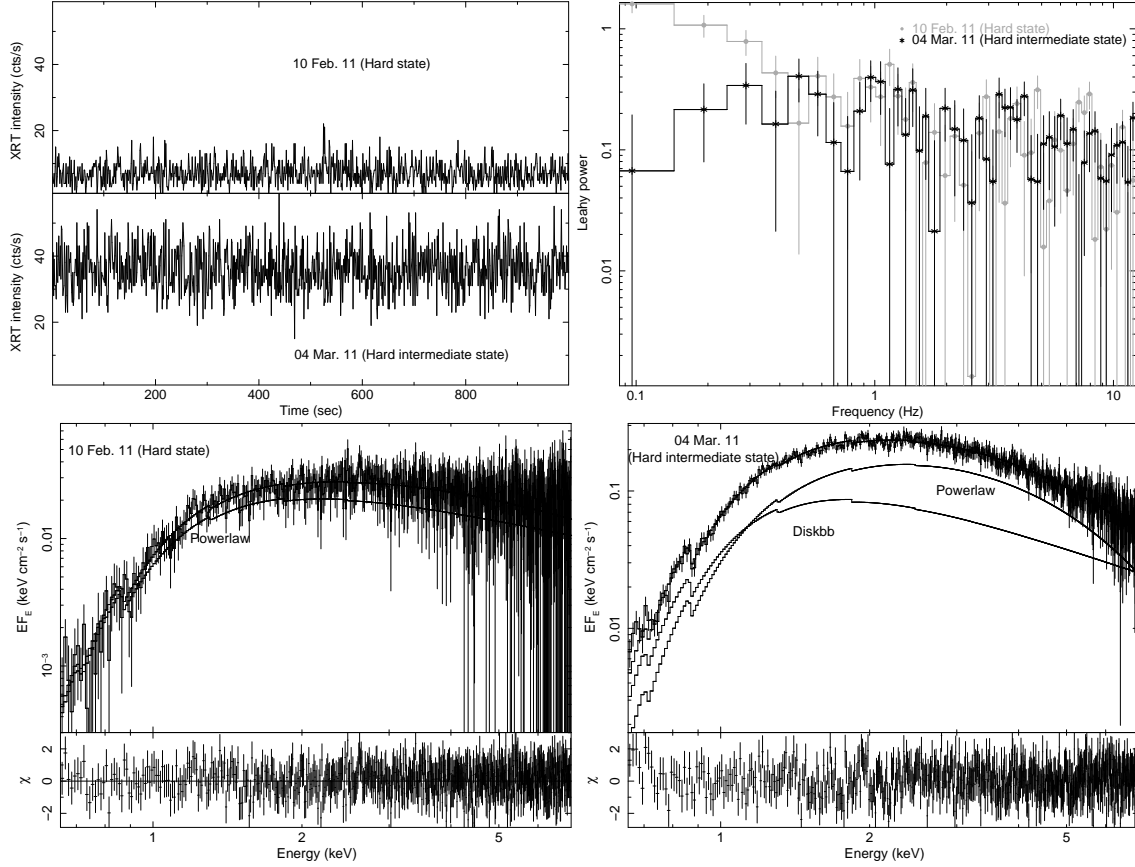 XRT intensity (cts/s)
40
20
10 Feb. 11 (Hard state)
XRT intensity (cts/s)
40
20
04 Mar. 11 (Hard intermediate state)
200 400 600 800
Time (sec)
Leahy power
1
0.1
0.01
10 Feb. 11 (Hard state)
04 Mar. 11 (Hard intermediate state)
0.1 1 10
Frequency (Hz)
10 Feb. 11 (Hard state)
EF_E (keV cm⁻² s⁻¹)
0.01
10⁻³
Powerlaw
χ
2
0
-2
1 2 5
Energy (keV)
04 Mar. 11
(Hard intermediate state)
EF_E (keV cm⁻² s⁻¹)
0.1
0.01
Powerlaw
Diskbb
χ
2
0
-2
1 2 5
Energy (keV)